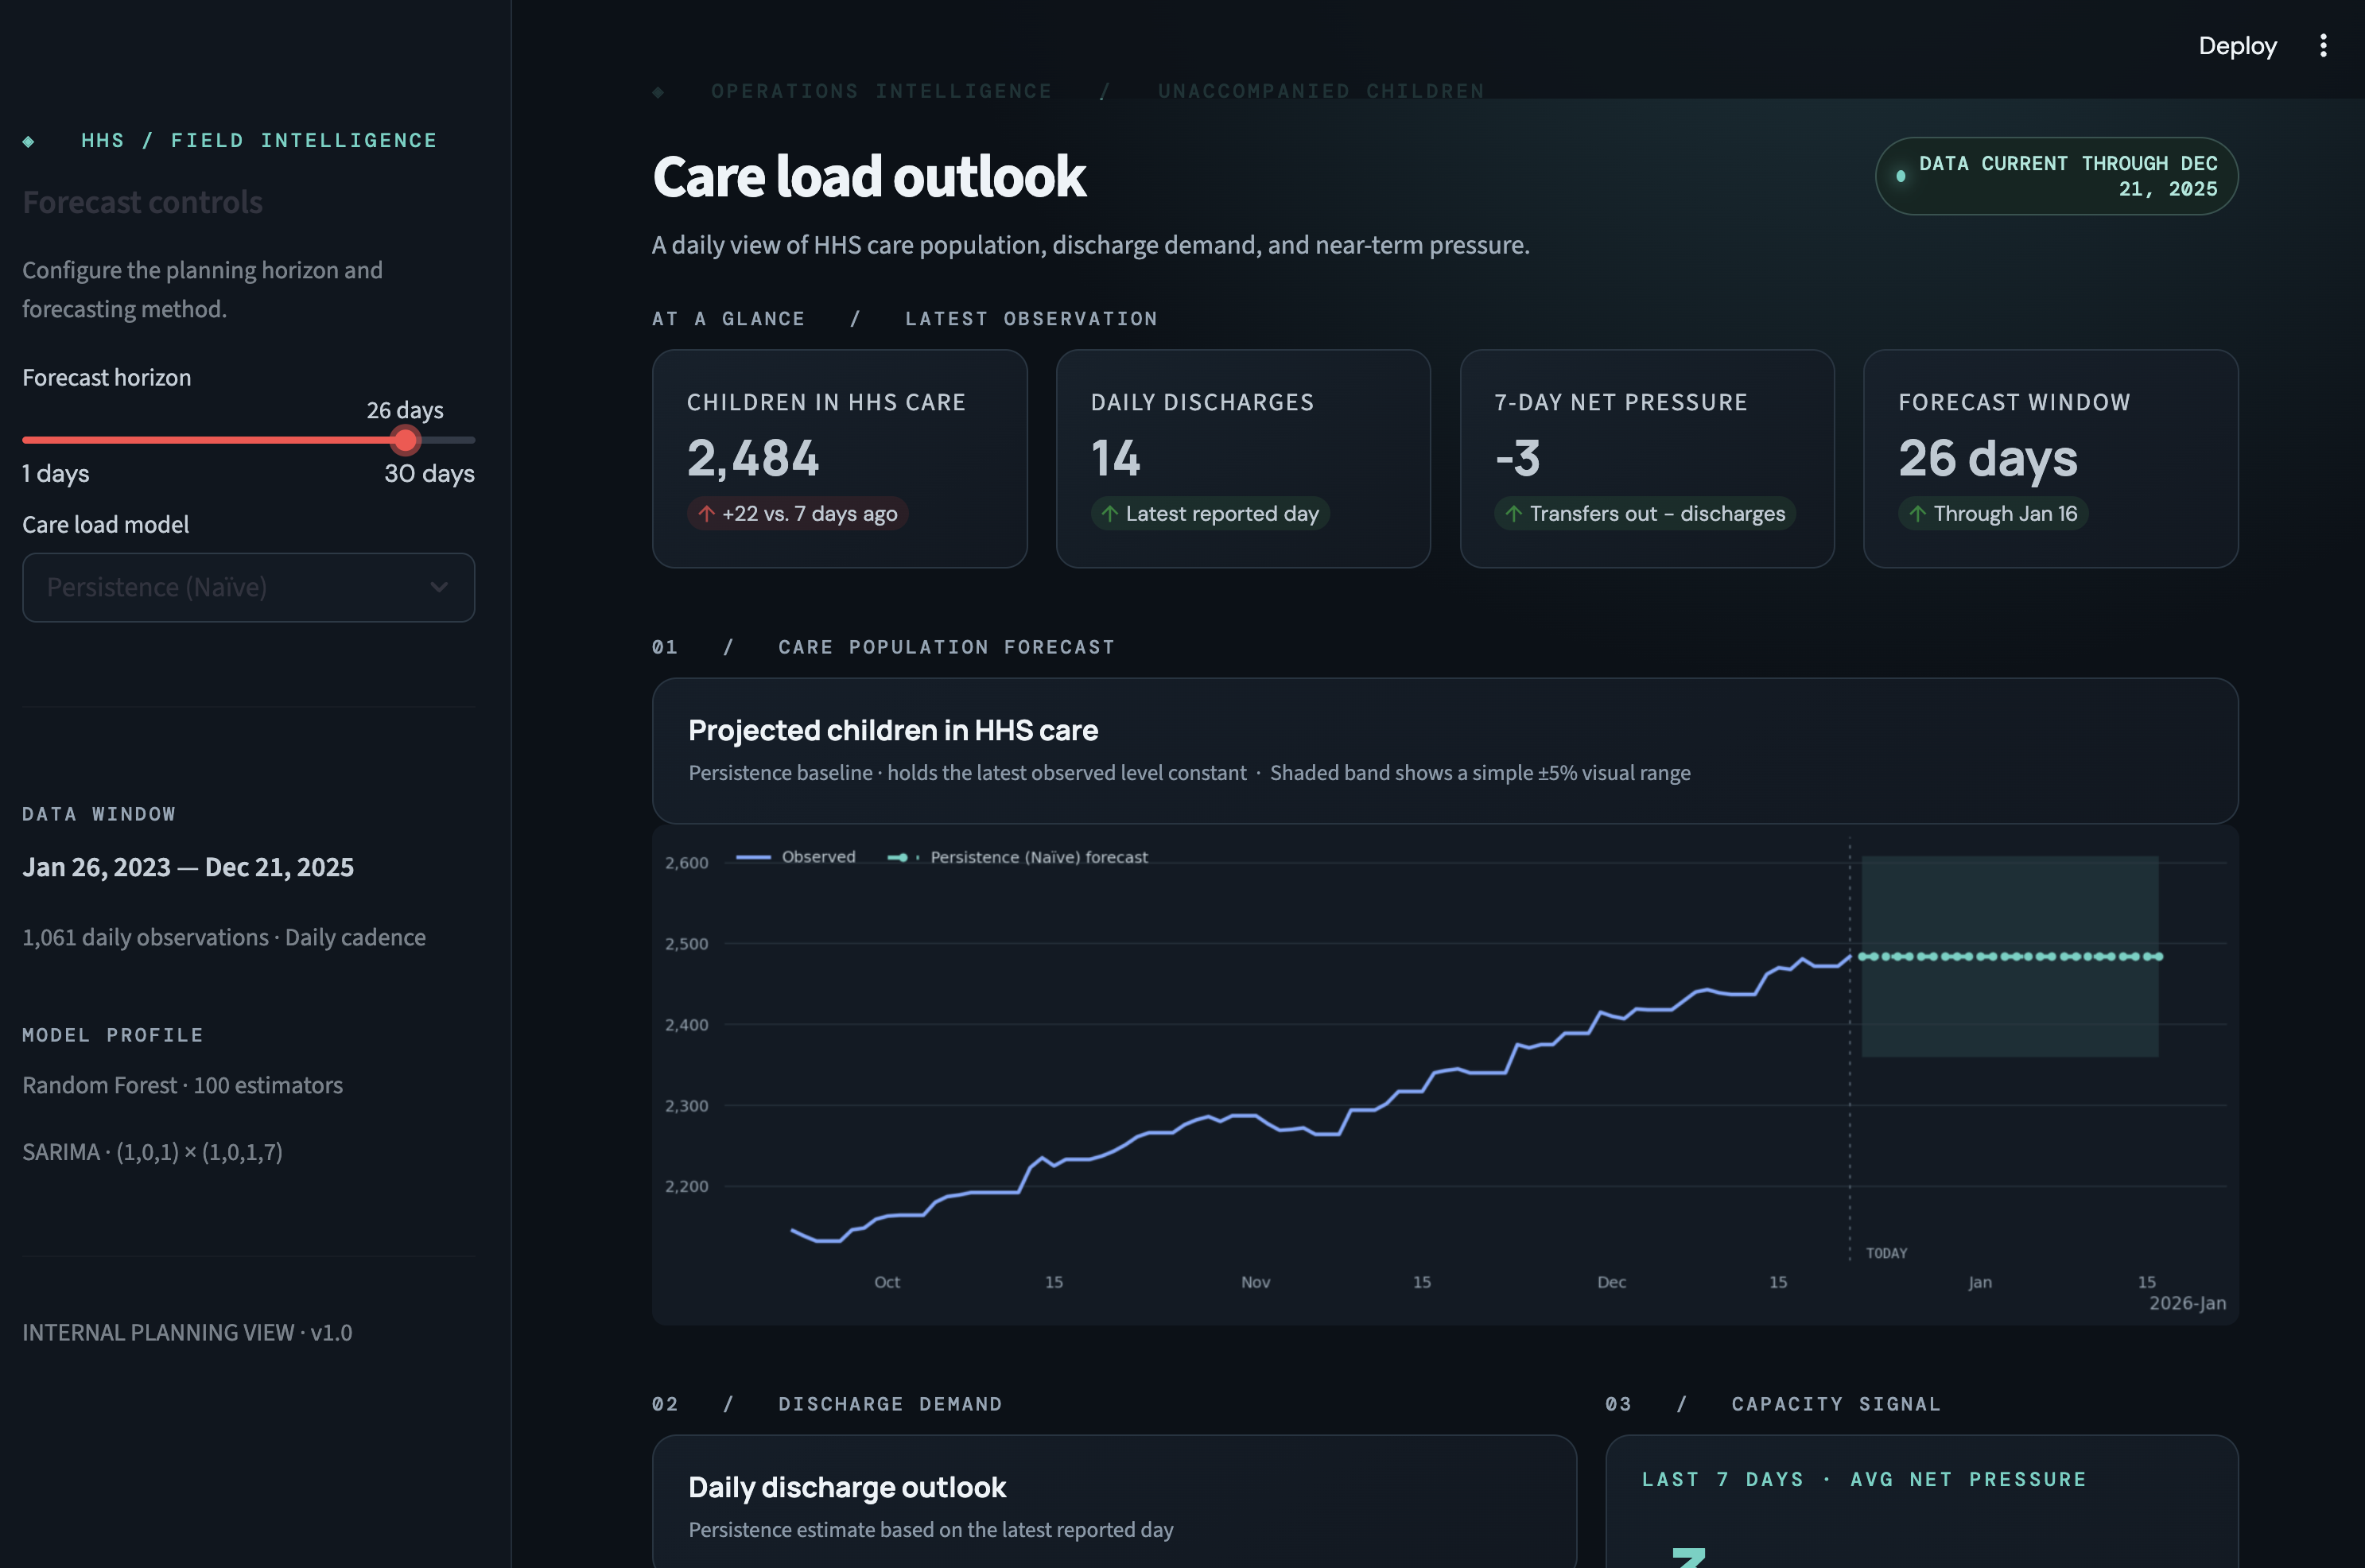 Deploy
◆ HHS / FIELD INTELLIGENCE
Forecast controls
Configure the planning horizon and
forecasting method.
Forecast horizon
26 days
1 days 30 days
Care load model
Persistence (Naïve)
DATA WINDOW
Jan 26, 2023 — Dec 21, 2025
1,061 daily observations · Daily cadence
MODEL PROFILE
Random Forest · 100 estimators
SARIMA · (1,0,1) × (1,0,1,7)
INTERNAL PLANNING VIEW · v1.0
◆ OPERATIONS INTELLIGENCE / UNACCOMPANIED CHILDREN
Care load outlook
DATA CURRENT THROUGH DEC
21, 2025
A daily view of HHS care population, discharge demand, and near-term pressure.
AT A GLANCE / LATEST OBSERVATION
CHILDREN IN HHS CARE
2,484
↑ +22 vs. 7 days ago
DAILY DISCHARGES
14
↑ Latest reported day
7-DAY NET PRESSURE
-3
↑ Transfers out – discharges
FORECAST WINDOW
26 days
↑ Through Jan 16
01 / CARE POPULATION FORECAST
Projected children in HHS care
Persistence baseline · holds the latest observed level constant · Shaded band shows a simple ±5% visual range
Observed Persistence (Naïve) forecast
2,600
2,500
2,400
2,300
2,200
TODAY
Oct 15 Nov 15 Dec 15 Jan 15
2026-Jan
02 / DISCHARGE DEMAND
Daily discharge outlook
Persistence estimate based on the latest reported day
03 / CAPACITY SIGNAL
LAST 7 DAYS · AVG NET PRESSURE